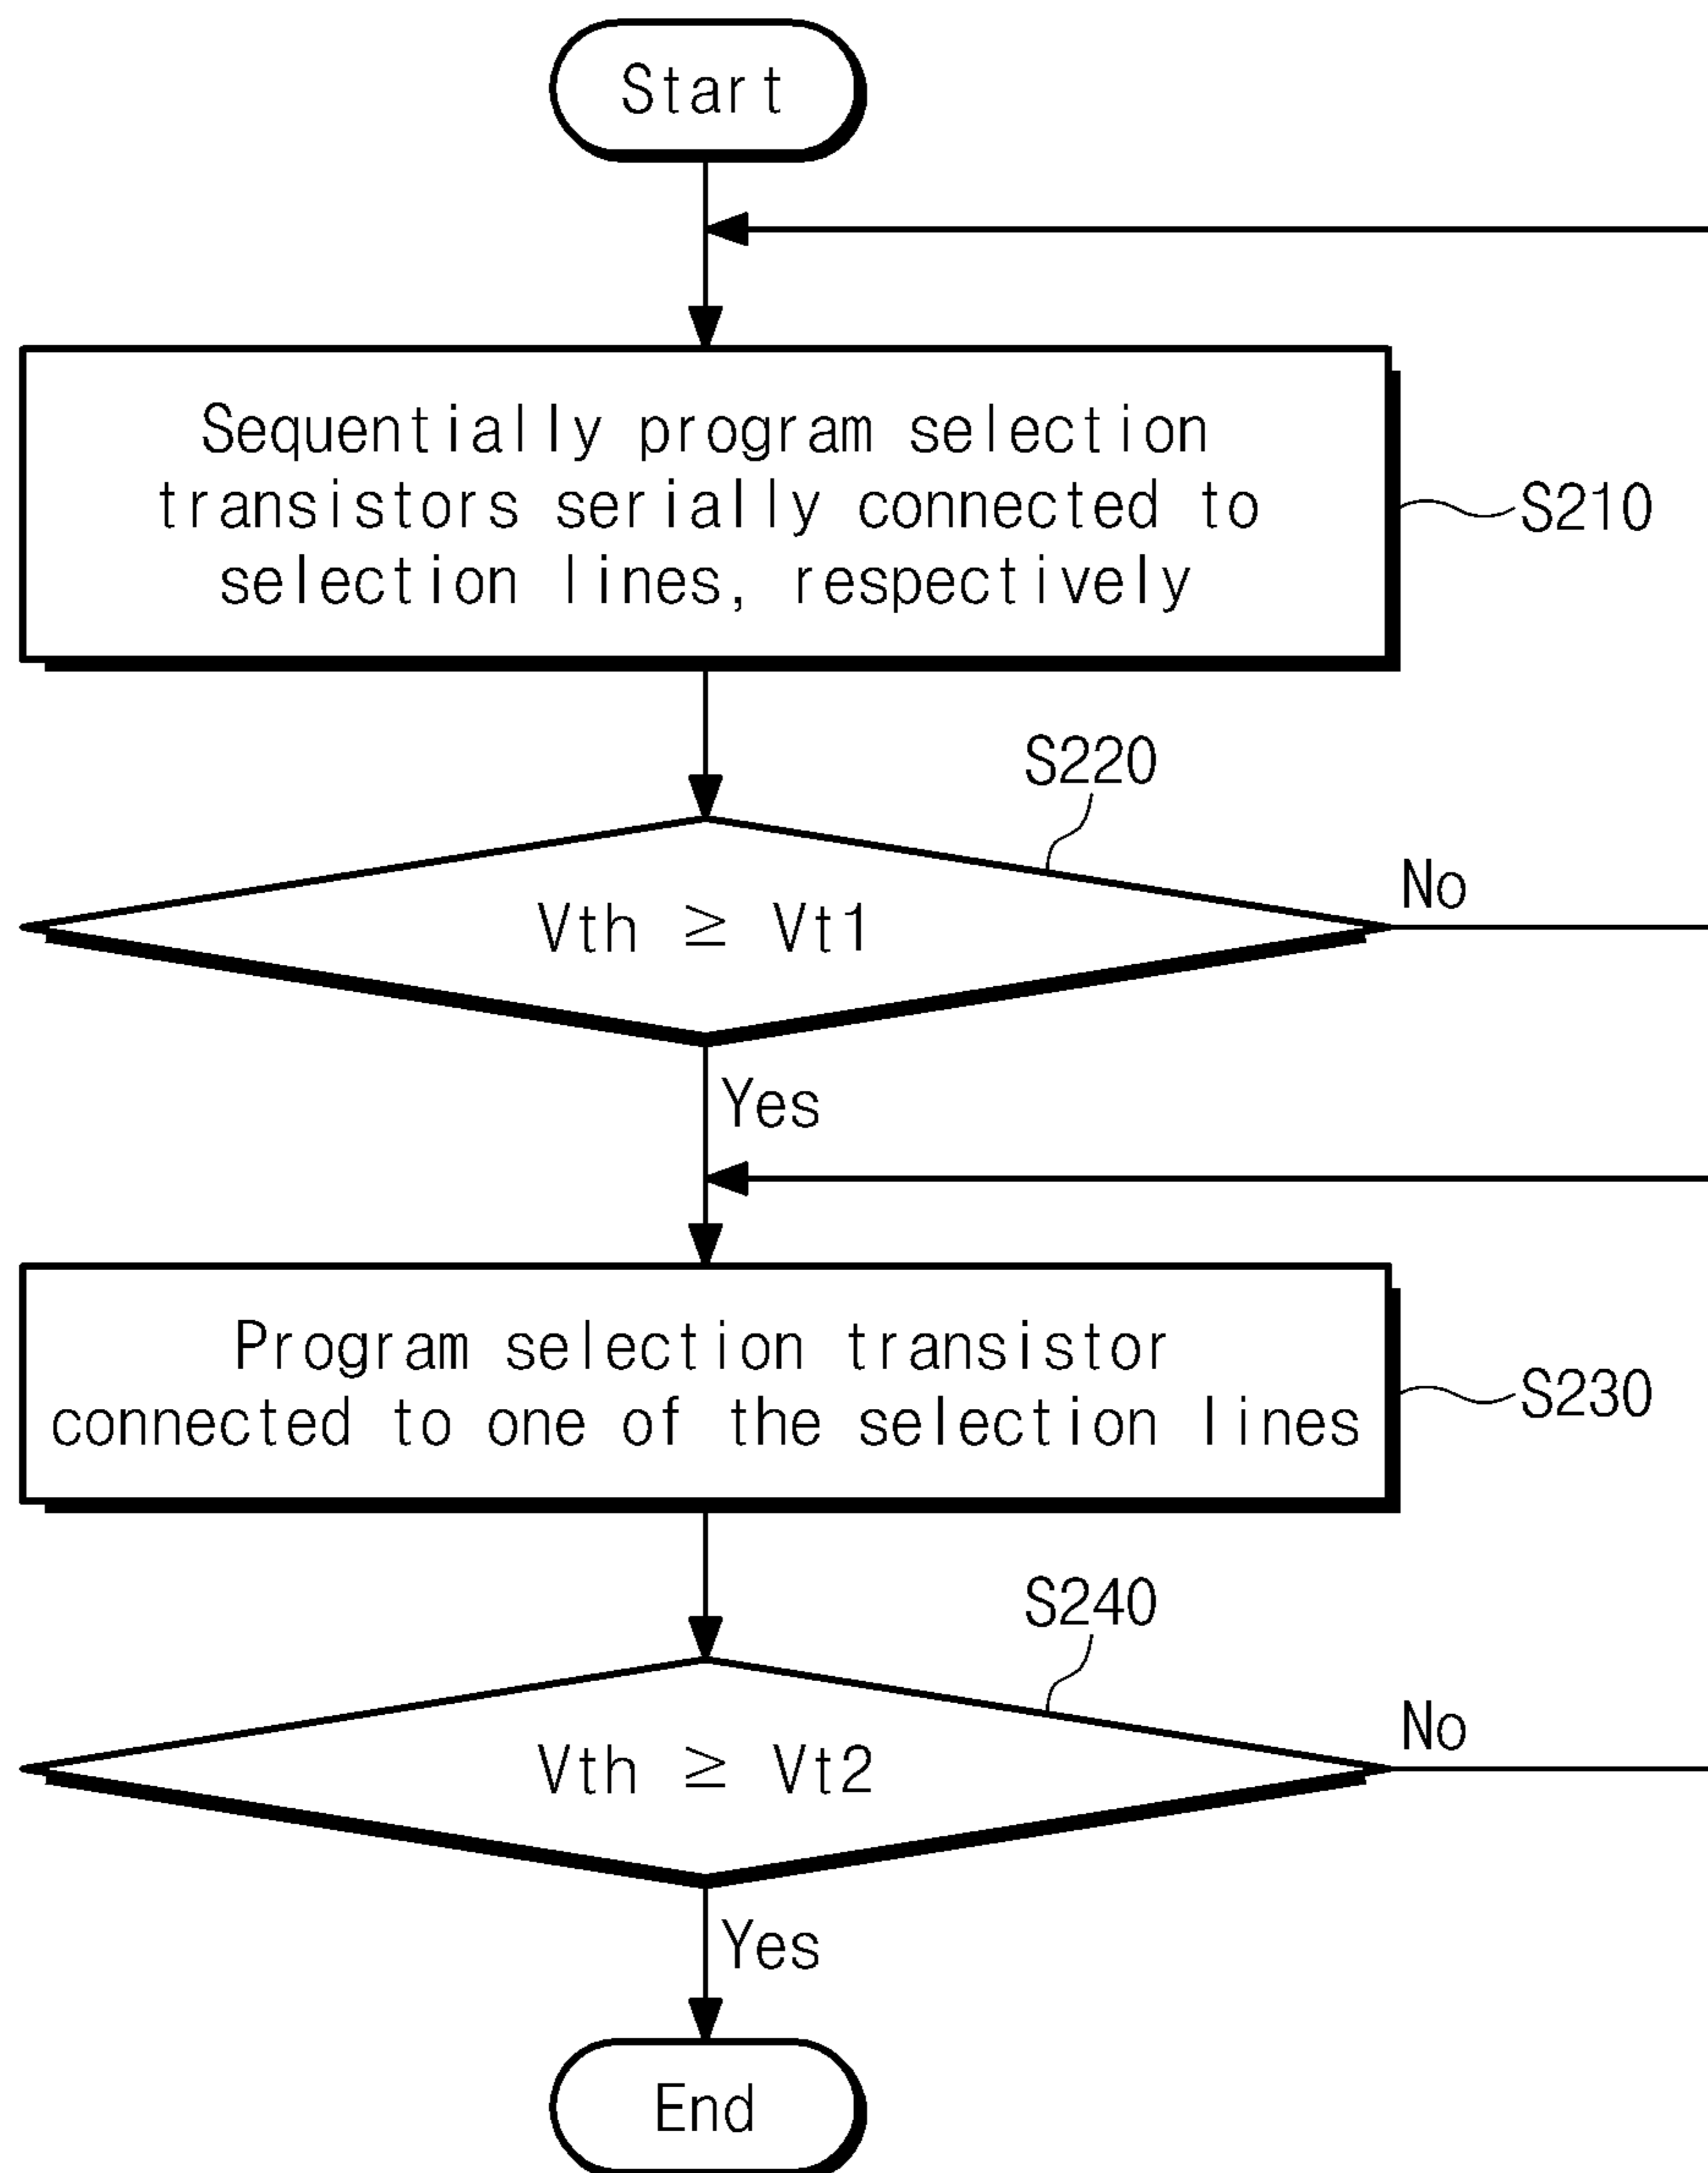 Start
Sequentially program selection
transistors serially connected to
selection lines, respectively
S210
S220
Vth ≥ Vt1
No
Yes
Program selection transistor
connected to one of the selection lines
S230
S240
Vth ≥ Vt2
No
Yes
End